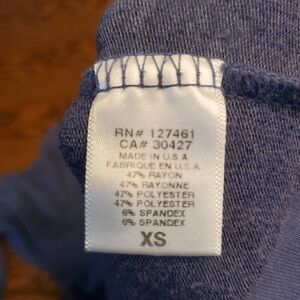 RN# 127461
CA# 30427
MADE IN U.S.A
FABRIQUE EN U.S.A
47% RAYON
47% RAYONNE
47% POLYESTER
47% POLYESTER
6% SPANDEX
6% SPANDEX
XS